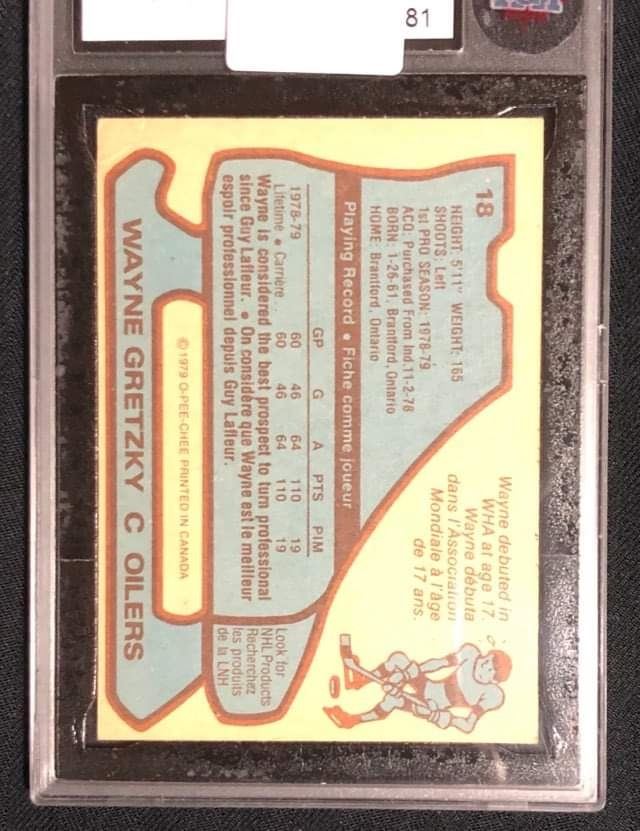 81
18
HEIGHT: 5'11" WEIGHT: 165
SHOOTS: Left
1st PRO SEASON: 1978-79
ACQ: Purchased From Ind.11-2-78
BORN: 1-26-61, Brantford, Ontario
HOME: Brantford, Ontario
Wayne debuted in
WHA at age 17.
Wayne débuta
dans l'Association
Mondiale à l'âge
de 17 ans.
Playing Record • Fiche comme joueur
GP G A PTS PIM
1978-79 60 46 64 110 19
Lifetime • Carrière.. 60 46 64 110 19
Wayne is considered the best prospect to turn professional
since Guy Lafleur. • On considère que Wayne est le meilleur
espoir professionnel depuis Guy Lafleur.
Look for
NHL Products
Recherchez
les produits
de la LNH
© 1979 O-PEE-CHEE PRINTED IN CANADA
WAYNE GRETZKY C OILERS